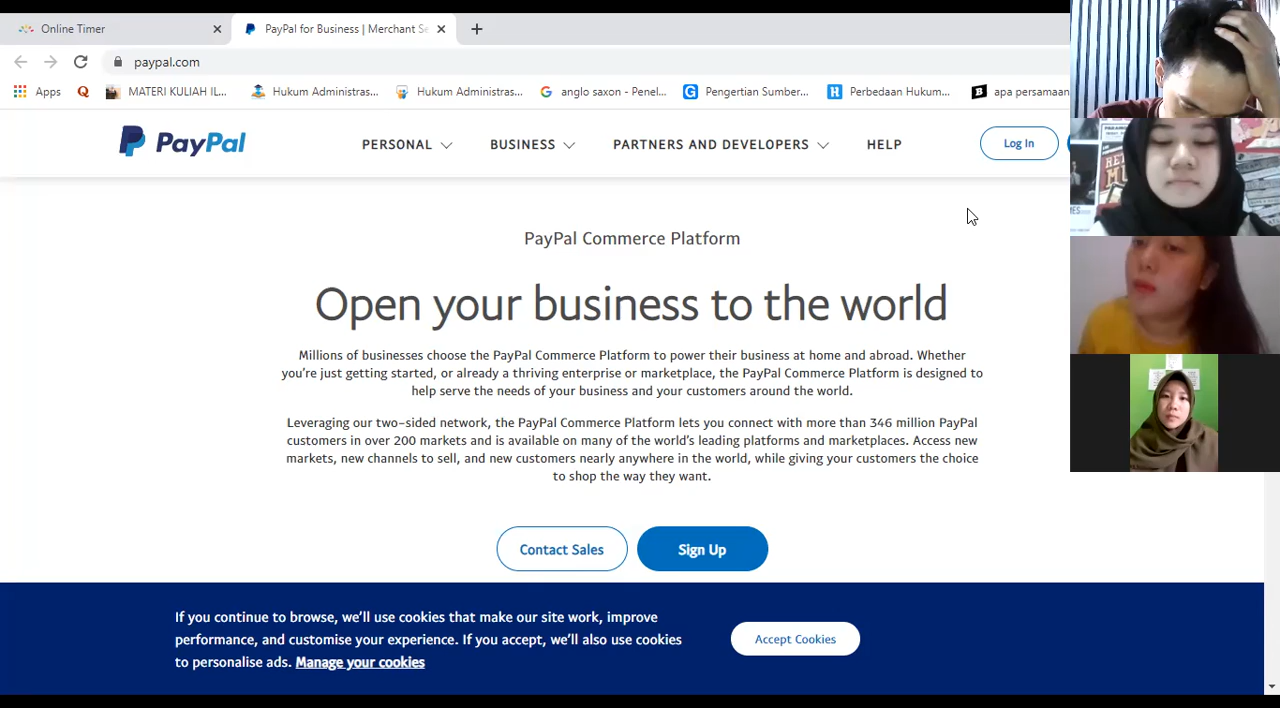 Online Timer
PayPal for Business | Merchant Se
paypal.com
Apps
MATERI KULIAH IL...
Hukum Administras...
Hukum Administras...
anglo saxon - Penel...
Pengertian Sumber...
Perbedaan Hukum...
apa persamaan
PayPal
PERSONAL
BUSINESS
PARTNERS AND DEVELOPERS
HELP
Log In
PayPal Commerce Platform
Open your business to the world
Millions of businesses choose the PayPal Commerce Platform to power their business at home and abroad. Whether
you're just getting started, or already a thriving enterprise or marketplace, the PayPal Commerce Platform is designed to
help serve the needs of your business and your customers around the world.
Leveraging our two-sided network, the PayPal Commerce Platform lets you connect with more than 346 million PayPal
customers in over 200 markets and is available on many of the world's leading platforms and marketplaces. Access new
markets, new channels to sell, and new customers nearly anywhere in the world, while giving your customers the choice
to shop the way they want.
Contact Sales
Sign Up
If you continue to browse, we'll use cookies that make our site work, improve
performance, and customise your experience. If you accept, we'll also use cookies
to personalise ads. Manage your cookies
Accept Cookies